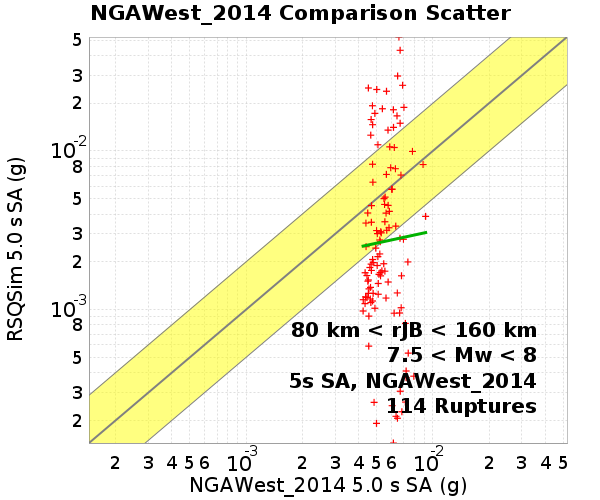 NGAWest_2014 Comparison Scatter
5
3
2
10-2
8
5
3
2
10-3
8
5
3
2
RSQSim 5.0 s SA (g)
80 km < rJB < 160 km
7.5 < Mw < 8
5s SA, NGAWest_2014
114 Ruptures
2 3 4 5 6 10-3 2 3 4 5 6 10-2 2 3 4 5
NGAWest_2014 5.0 s SA (g)